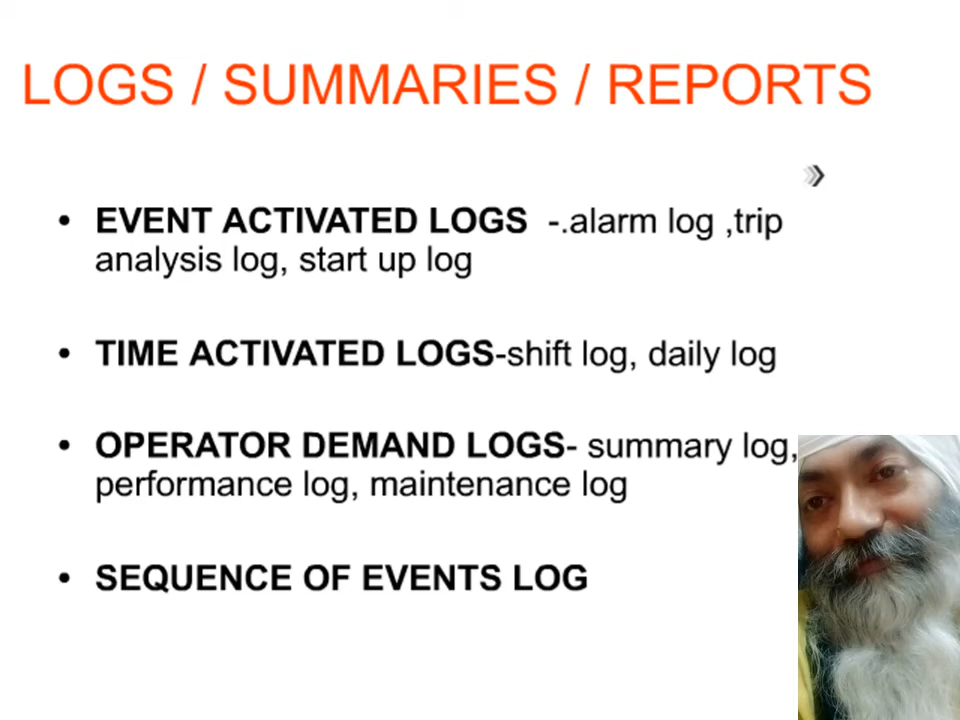 LOGS / SUMMARIES / REPORTS
• EVENT ACTIVATED LOGS -.alarm log ,trip
analysis log, start up log
• TIME ACTIVATED LOGS-shift log, daily log
• OPERATOR DEMAND LOGS- summary log,
performance log, maintenance log
• SEQUENCE OF EVENTS LOG